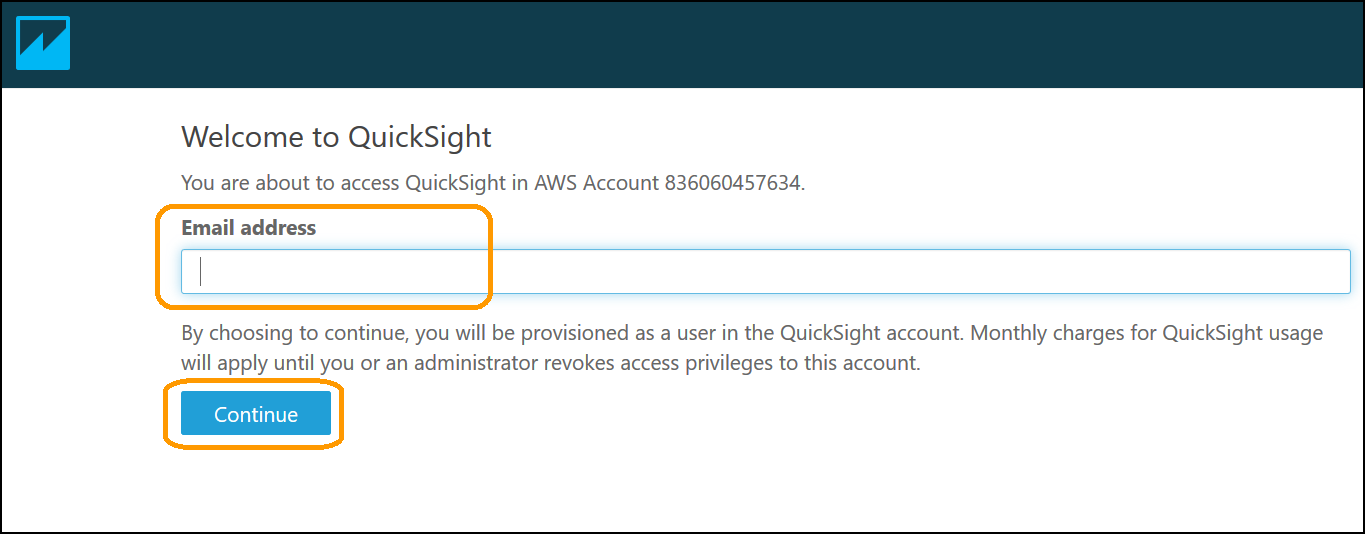 Welcome to QuickSight
You are about to access QuickSight in AWS Account 836060457634.
Email address
By choosing to continue, you will be provisioned as a user in the QuickSight account. Monthly charges for QuickSight usage
will apply until you or an administrator revokes access privileges to this account.
Continue